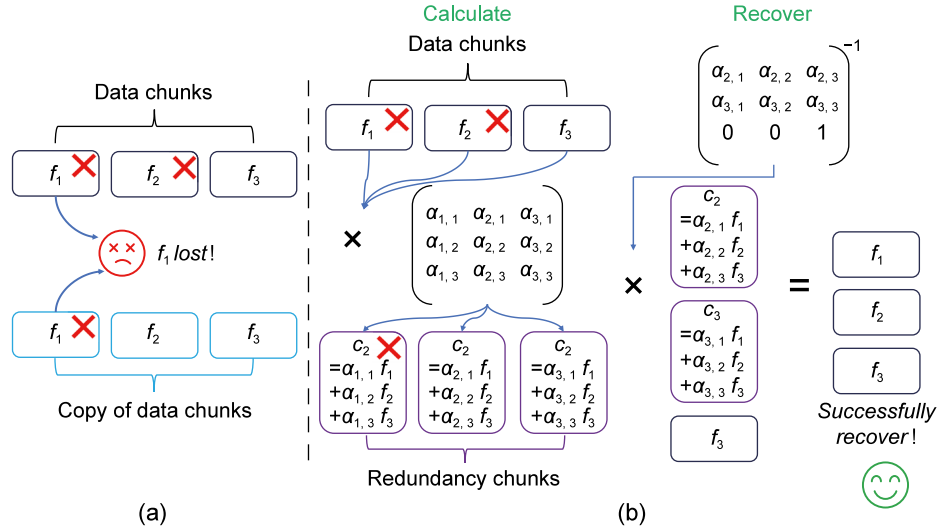 Data chunks
f1
f2
f3
f1 lost!
f1
f2
f3
Copy of data chunks
(a)
Calculate
Data chunks
f1
f2
f3
×
α1, 1 α2, 1 α3, 1
α1, 2 α2, 2 α3, 2
α1, 3 α2, 3 α3, 3
c2
=α1, 1 f1
+α1, 2 f2
+α1, 3 f3
c2
=α2, 1 f1
+α2, 2 f2
+α2, 3 f3
c2
=α3, 1 f1
+α3, 2 f2
+α3, 3 f3
Redundancy chunks
Recover
−1
α2, 1 α2, 2 α2, 3
α3, 1 α3, 2 α3, 3
0 0 1
×
c2
=α2, 1 f1
+α2, 2 f2
+α2, 3 f3
c3
=α3, 1 f1
+α3, 2 f2
+α3, 3 f3
f3
=
f1
f2
f3
Successfully
recover!
(b)